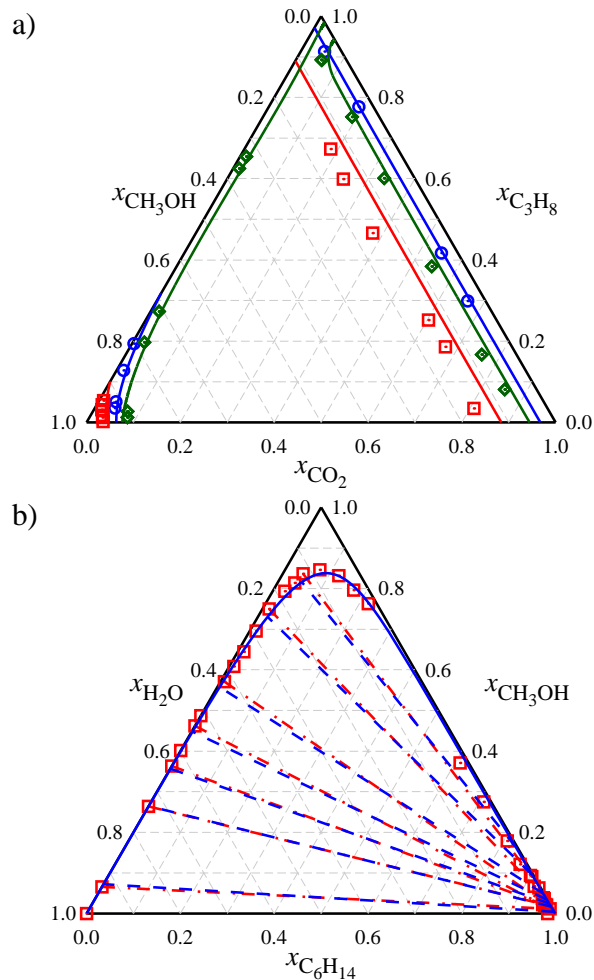 a)
0.0 1.0
0.2 0.8
0.4 0.6
x_CH3OH x_C3H8
0.6 0.4
0.8 0.2
1.0 0.0
0.0 0.2 0.4 0.6 0.8 1.0
x_CO2
b)
0.0 1.0
0.2 0.8
0.4 0.6
x_H2O x_CH3OH
0.6 0.4
0.8 0.2
1.0 0.0
0.0 0.2 0.4 0.6 0.8 1.0
x_C6H14